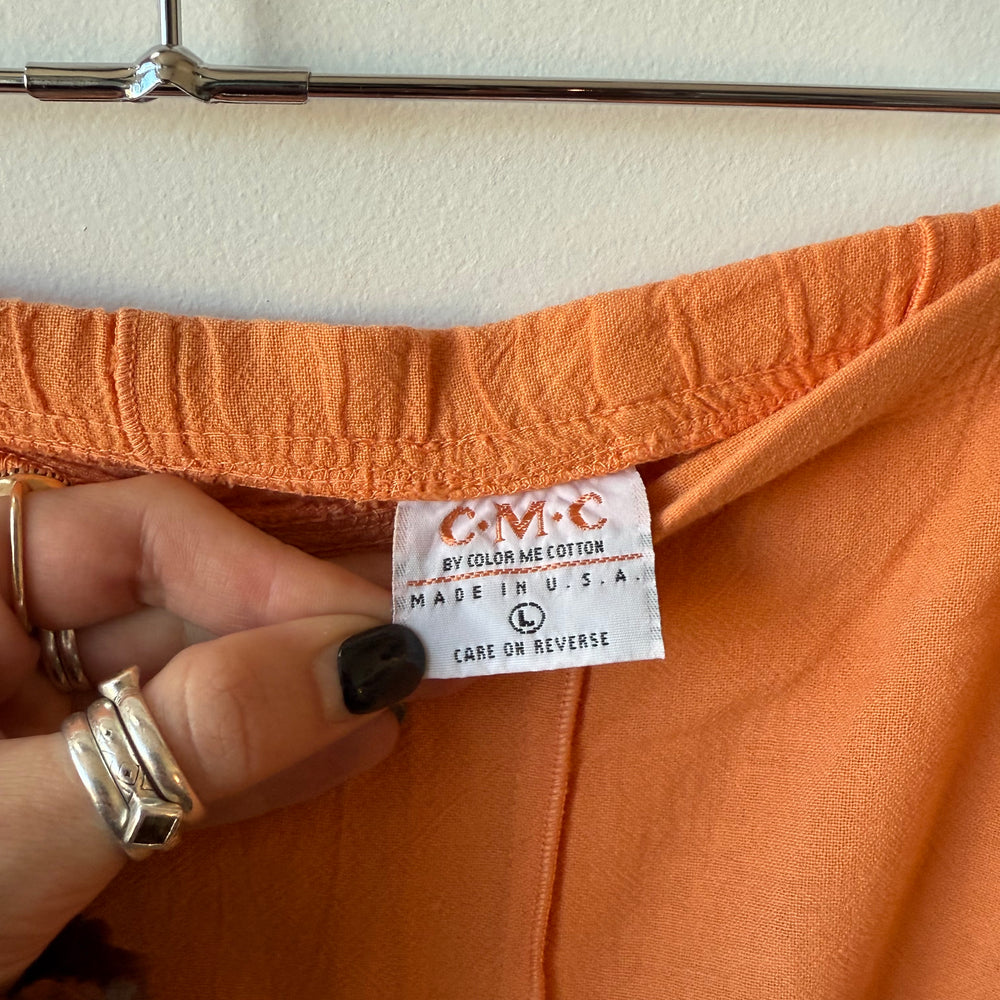 C·M·C
BY COLOR ME COTTON
MADE IN U.S.A.
L
CARE ON REVERSE